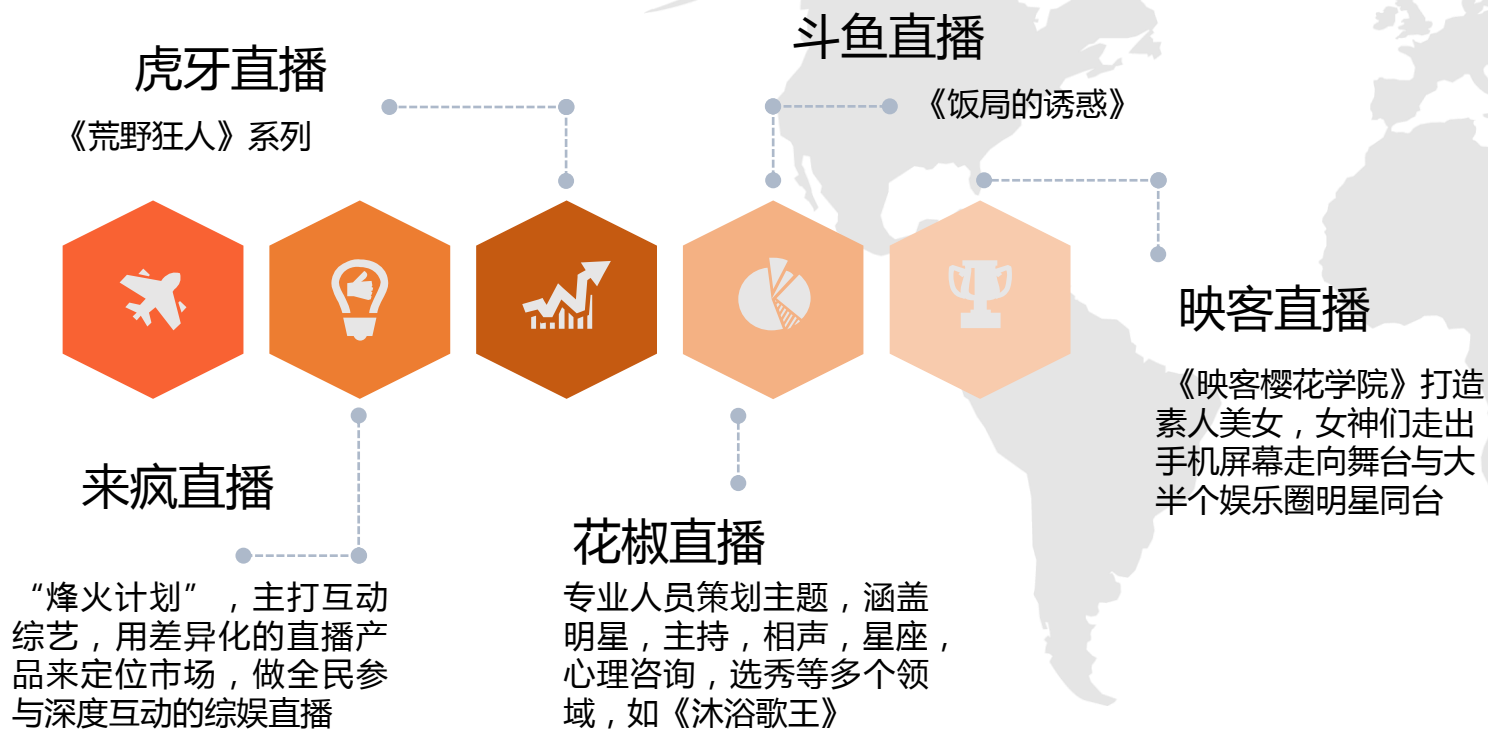 虎牙直播
《荒野狂人》系列
斗鱼直播
《饭局的诱惑》
映客直播
《映客樱花学院》打造
素人美女，女神们走出
手机屏幕走向舞台与大
半个娱乐圈明星同台
来疯直播
“烽火计划”，主打互动
综艺，用差异化的直播产
品来定位市场，做全民参
与深度互动的综娱直播
花椒直播
专业人员策划主题，涵盖
明星，主持，相声，星座，
心理咨询，选秀等多个领
域，如《沐浴歌王》